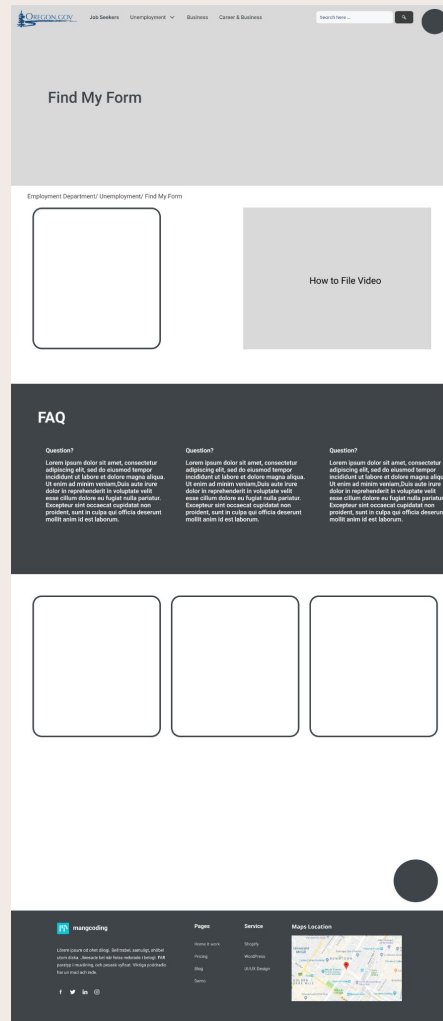 OREGON.GOV
Job Seekers
Unemployment
Business
Career & Business
Search here ...
Find My Form
Employment Department/ Unemployment/ Find My Form
How to File Video
FAQ
Question?
Lorem ipsum dolor sit amet, consectetur
adipiscing elit, sed do eiusmod tempor
incididunt ut labore et dolore magna aliqua.
Ut enim ad minim veniam,Duis aute irure
dolor in reprehenderit in voluptate velit
esse cillum dolore eu fugiat nulla pariatur.
Excepteur sint occaecat cupidatat non
proident, sunt in culpa qui officia deserunt
mollit anim id est laborum.
Question?
Lorem ipsum dolor sit amet, consectetur
adipiscing elit, sed do eiusmod tempor
incididunt ut labore et dolore magna aliqua.
Ut enim ad minim veniam,Duis aute irure
dolor in reprehenderit in voluptate velit
esse cillum dolore eu fugiat nulla pariatur.
Excepteur sint occaecat cupidatat non
proident, sunt in culpa qui officia deserunt
mollit anim id est laborum.
Question?
Lorem ipsum dolor sit amet, consectetur
adipiscing elit, sed do eiusmod tempor
incididunt ut labore et dolore magna aliqu
Ut enim ad minim veniam,Duis aute irure
dolor in reprehenderit in voluptate velit
esse cillum dolore eu fugiat nulla pariatur
Excepteur sint occaecat cupidatat non
proident, sunt in culpa qui officia deserun
mollit anim id est laborum.
mangcoding
Lorem ipsum od
Pages
Home it work
Pricing
Blog
Demo
Service
Shopify
WordPress
UI/UX Design
Maps Location